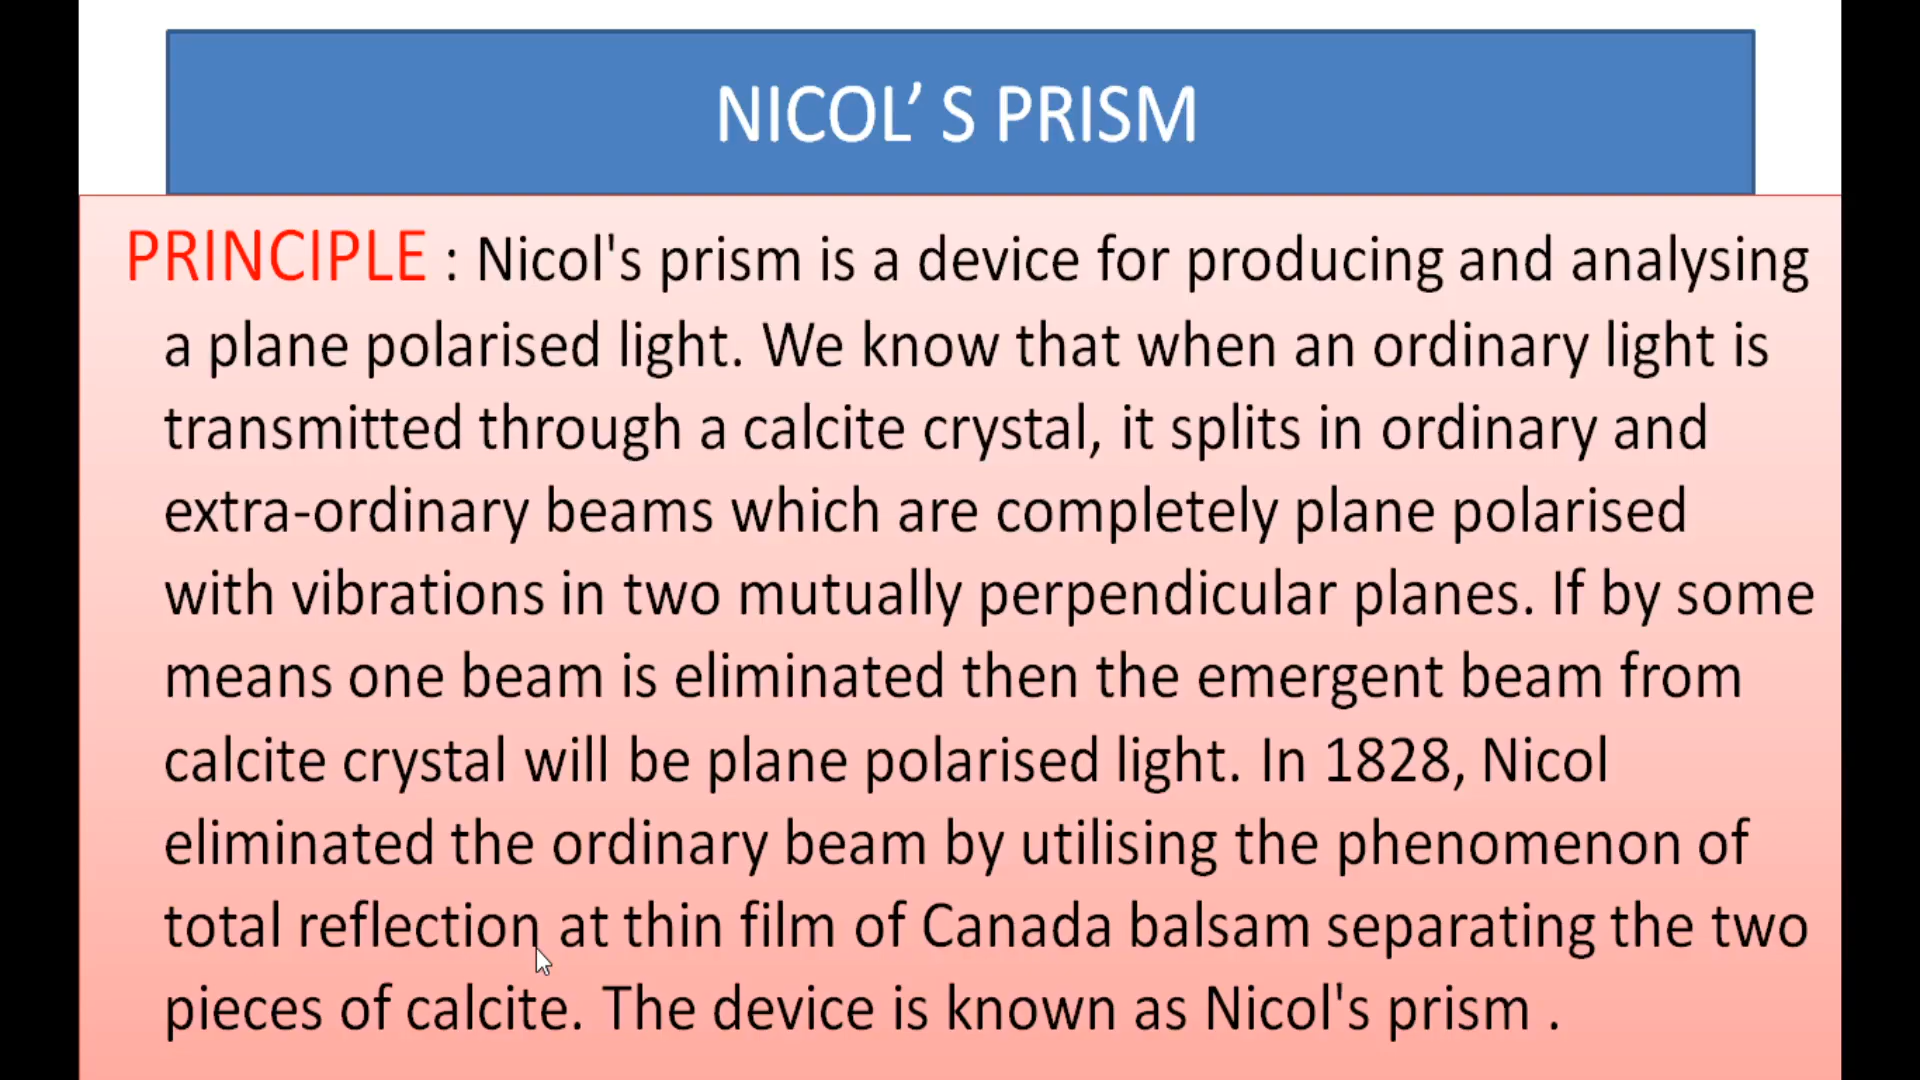 NICOL’ S PRISM
PRINCIPLE : Nicol's prism is a device for producing and analysing
a plane polarised light. We know that when an ordinary light is
transmitted through a calcite crystal, it splits in ordinary and
extra-ordinary beams which are completely plane polarised
with vibrations in two mutually perpendicular planes. If by some
means one beam is eliminated then the emergent beam from
calcite crystal will be plane polarised light. In 1828, Nicol
eliminated the ordinary beam by utilising the phenomenon of
total reflection at thin film of Canada balsam separating the two
pieces of calcite. The device is known as Nicol's prism .